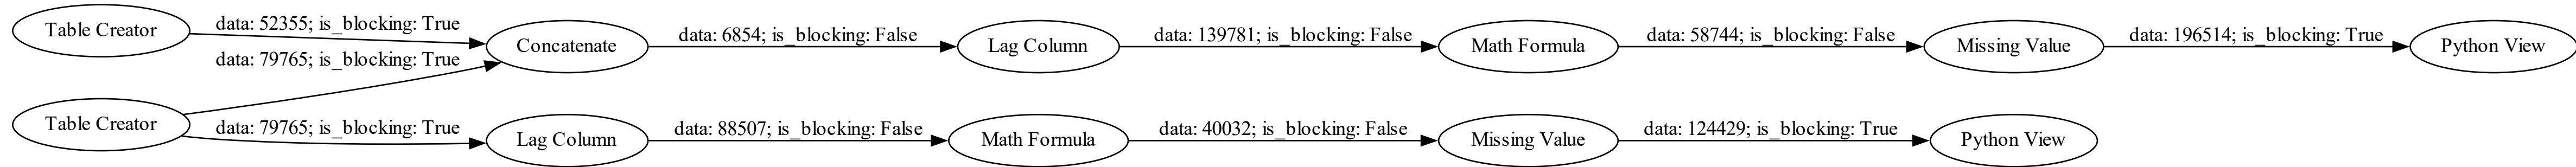 Table Creator
data: 52355; is_blocking: True
Concatenate
data: 6854; is_blocking: False
Lag Column
data: 139781; is_blocking: False
Math Formula
data: 58744; is_blocking: False
Missing Value
data: 196514; is_blocking: True
Python View
data: 79765; is_blocking: True
Table Creator
data: 79765; is_blocking: True
Lag Column
data: 88507; is_blocking: False
Math Formula
data: 40032; is_blocking: False
Missing Value
data: 124429; is_blocking: True
Python View